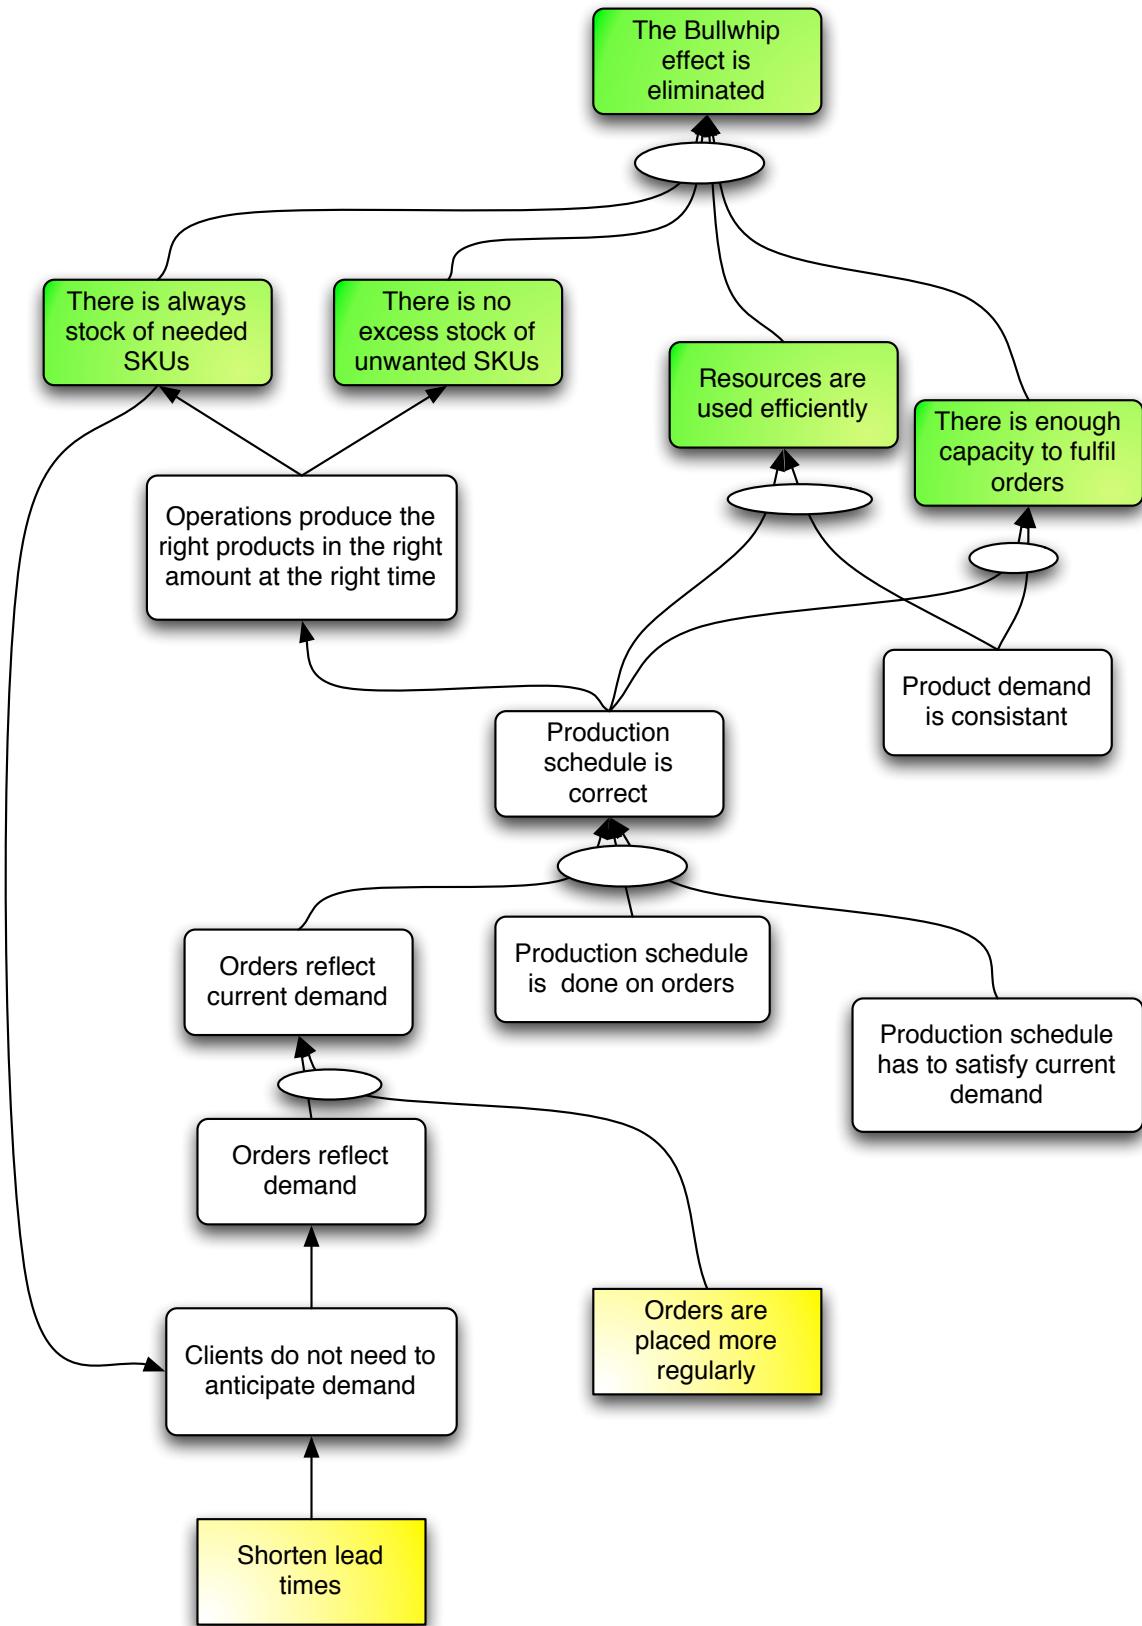 The Bullwhip
effect is
eliminated
There is always
stock of needed
SKUs
There is no
excess stock of
unwanted SKUs
Resources are
used efficiently
There is enough
capacity to fulfil
orders
Operations produce the
right products in the right
amount at the right time
Product demand
is consistant
Production
schedule is
correct
Orders reflect
current demand
Production schedule
is  done on orders
Production schedule
has to satisfy current
demand
Orders reflect
demand
Orders are
placed more
regularly
Clients do not need to
anticipate demand
Shorten lead
times